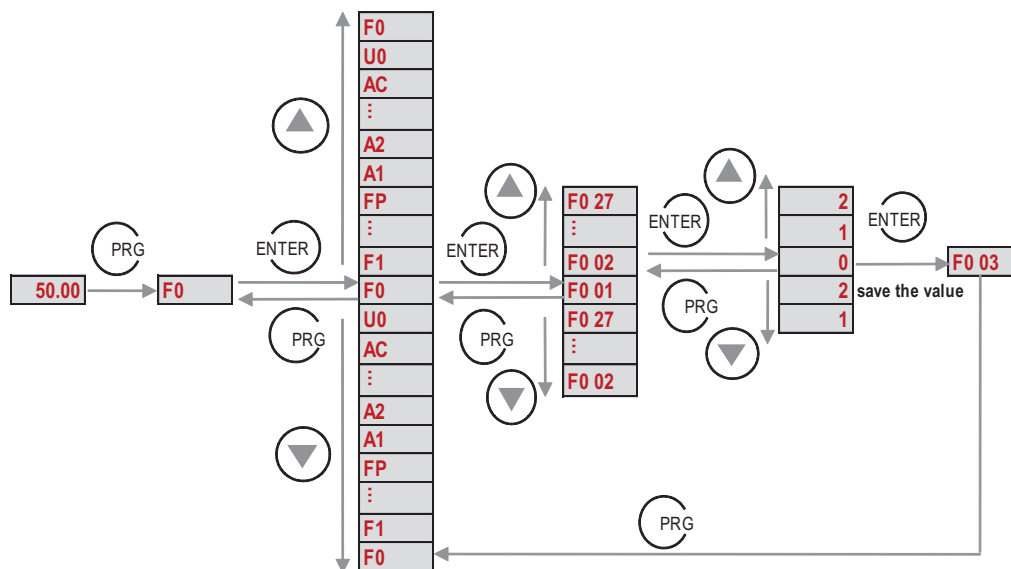 50.00
PRG
F0
ENTER
PRG
F0
U0
AC
⋮
A2
A1
FP
⋮
F1
F0
U0
AC
⋮
A2
A1
FP
⋮
F1
F0
ENTER
PRG
F0 27
⋮
F0 02
F0 01
F0 27
⋮
F0 02
ENTER
PRG
2
1
0
2
1
ENTER
save the value
F0 03
PRG